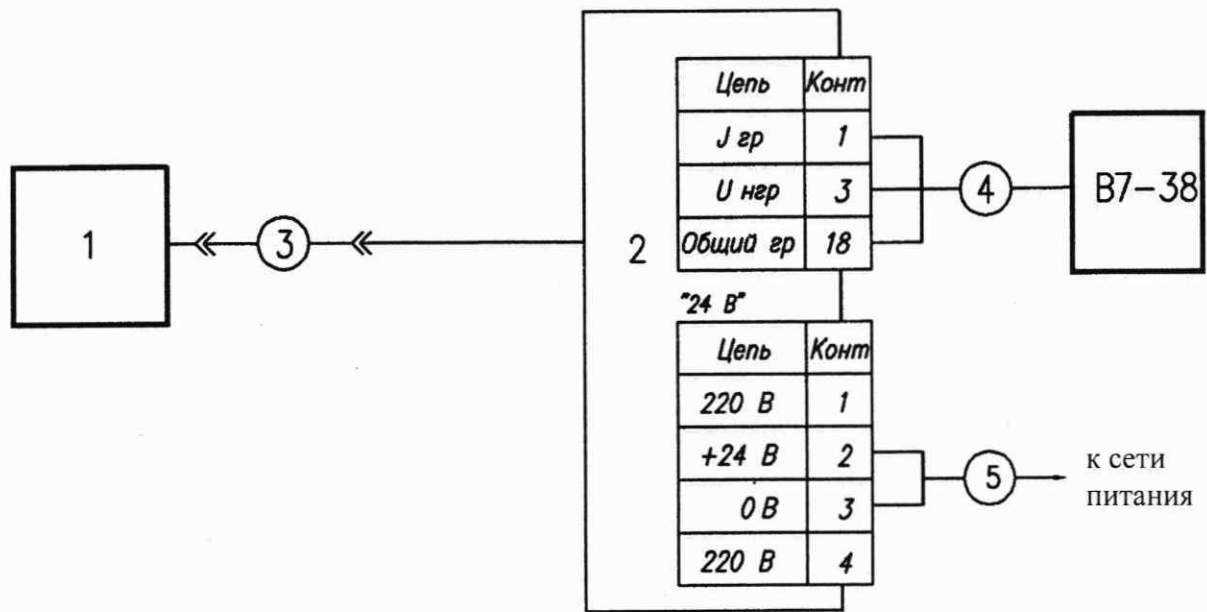 Цепь Конт
J гр 1
U нгр 3
Общий гр 18
4
В7-38
1
3
2
"24 В"
Цепь Конт
220 В 1
+24 В 2
0 В 3
220 В 4
5
к сети
питания